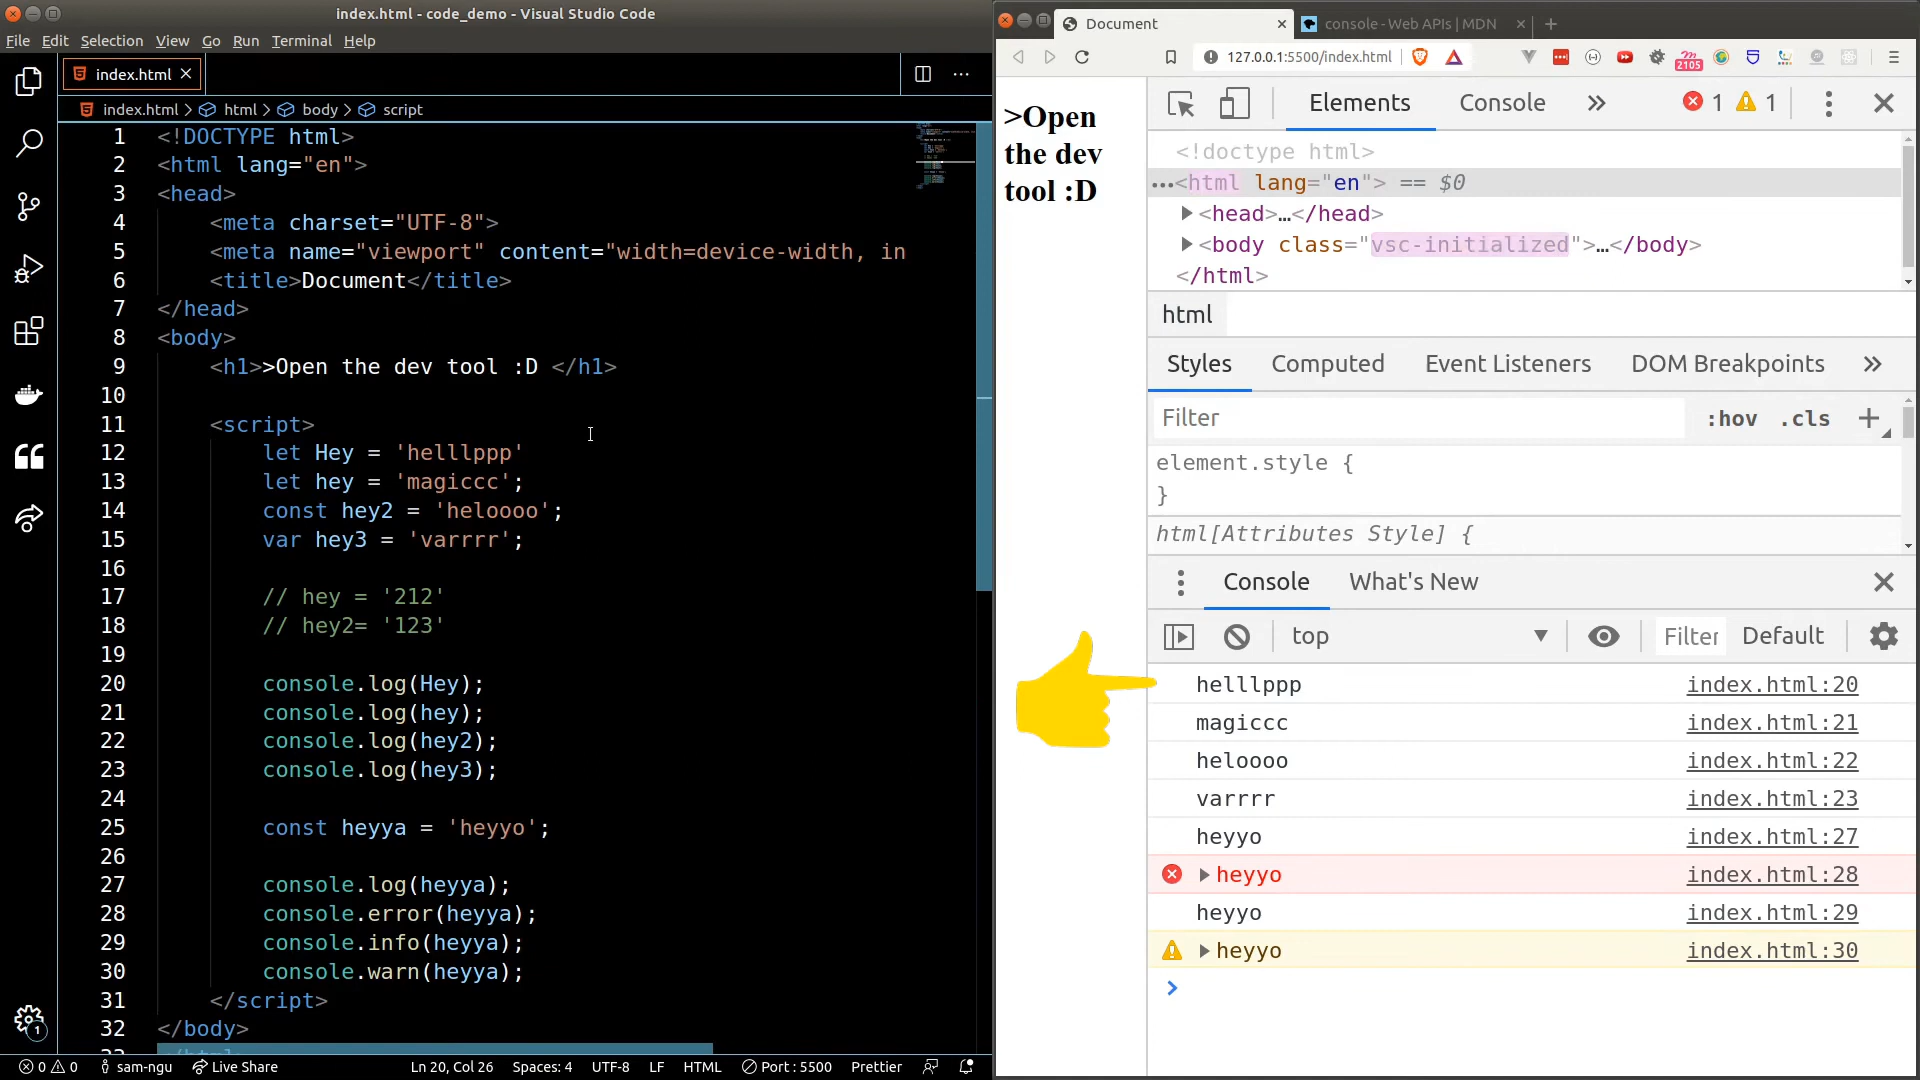 index.html - code_demo - Visual Studio Code
File Edit Selection View Go Run Terminal Help
index.html
index.html > html > body > script
1 <!DOCTYPE html>
2 <html lang="en">
3 <head>
4 <meta charset="UTF-8">
5 <meta name="viewport" content="width=device-width, in
6 <title>Document</title>
7 </head>
8 <body>
9 <h1>>Open the dev tool :D </h1>
10
11 <script>
12 let Hey = 'helllppp'
13 let hey = 'magiccc';
14 const hey2 = 'heloooo';
15 var hey3 = 'varrrr';
16
17 // hey = '212'
18 // hey2= '123'
19
20 console.log(Hey);
21 console.log(hey);
22 console.log(hey2);
23 console.log(hey3);
24
25 const heyya = 'heyyo';
26
27 console.log(heyya);
28 console.error(heyya);
29 console.info(heyya);
30 console.warn(heyya);
31 </script>
32 </body>
1
0 0 sam-ngu Live Share Ln 20, Col 26 Spaces: 4 UTF-8 LF HTML Port : 5500 Prettier
Document console - Web APIs | MDN
127.0.0.1:5500/index.html 2105
>Open
the dev
tool :D
Elements Console » 1 1
<!doctype html>
…<html lang="en"> == $0
<head>…</head>
<body class="vsc-initialized">…</body>
</html>
html
Styles Computed Event Listeners DOM Breakpoints »
Filter :hov .cls +
element.style {
}
html[Attributes Style] {
Console What's New
top Filter Default
helllppp index.html:20
magiccc index.html:21
heloooo index.html:22
varrrr index.html:23
heyyo index.html:27
heyyo index.html:28
heyyo index.html:29
heyyo index.html:30
>